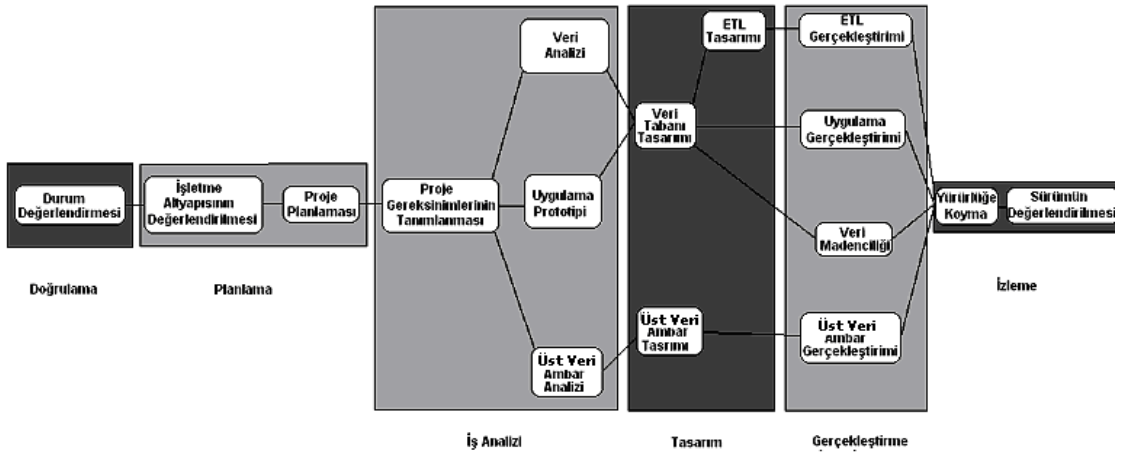 Durum
Değerlendirmesi
Doğrulama
İşletme
Altyapısının
Değerlendirilmesi
Proje
Planlaması
Planlama
Proje
Gereksinimlerinin
Tanımlanması
Veri
Analizi
Uygulama
Prototipi
Üst Veri
Ambar
Analizi
İş Analizi
ETL
Tasarımı
Veri
Tabanı
Tasarımı
Üst Veri
Ambar
Tasrımı
Tasarım
ETL
Gerçekleştirimi
Uygulama
Gerçekleştirimi
Veri
Madenciliği
Üst Veri
Ambar
Gerçekleştirimi
Gerçekleştirme
Yürürlüğe
Koyma
Sürümün
Değerlendirilmesi
İzleme